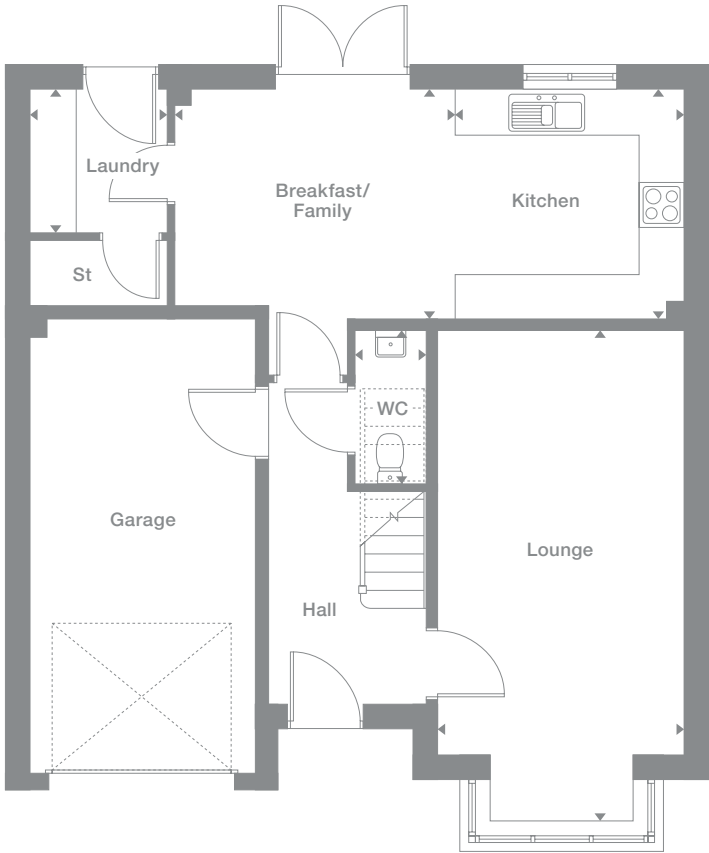 Laundry
Breakfast/
Family
Kitchen
St
WC
Garage
Lounge
Hall